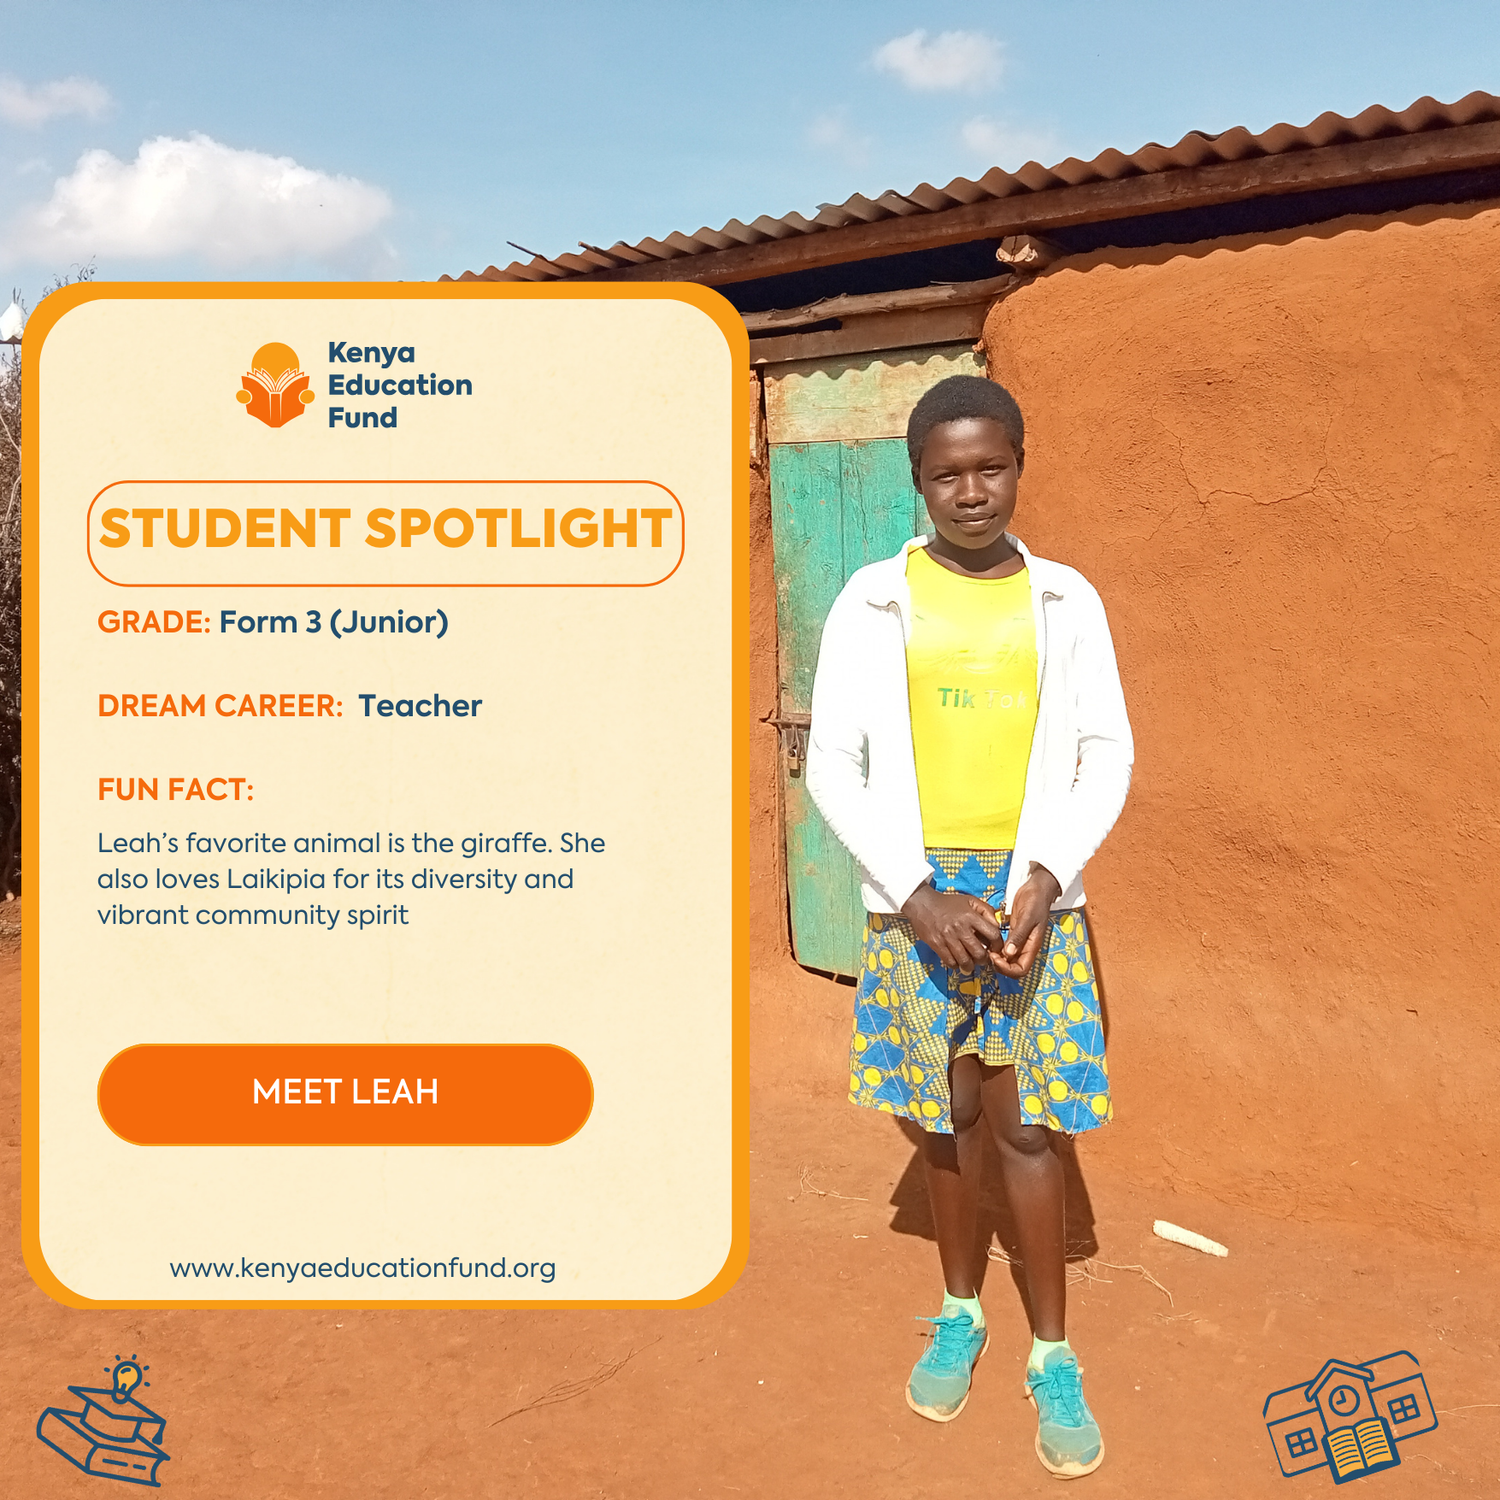 Kenya
Education
Fund
STUDENT SPOTLIGHT
GRADE: Form 3 (Junior)
DREAM CAREER: Teacher
FUN FACT:
Leah’s favorite animal is the giraffe. She
also loves Laikipia for its diversity and
vibrant community spirit
MEET LEAH
www.kenyaeducationfund.org
Tik Tok